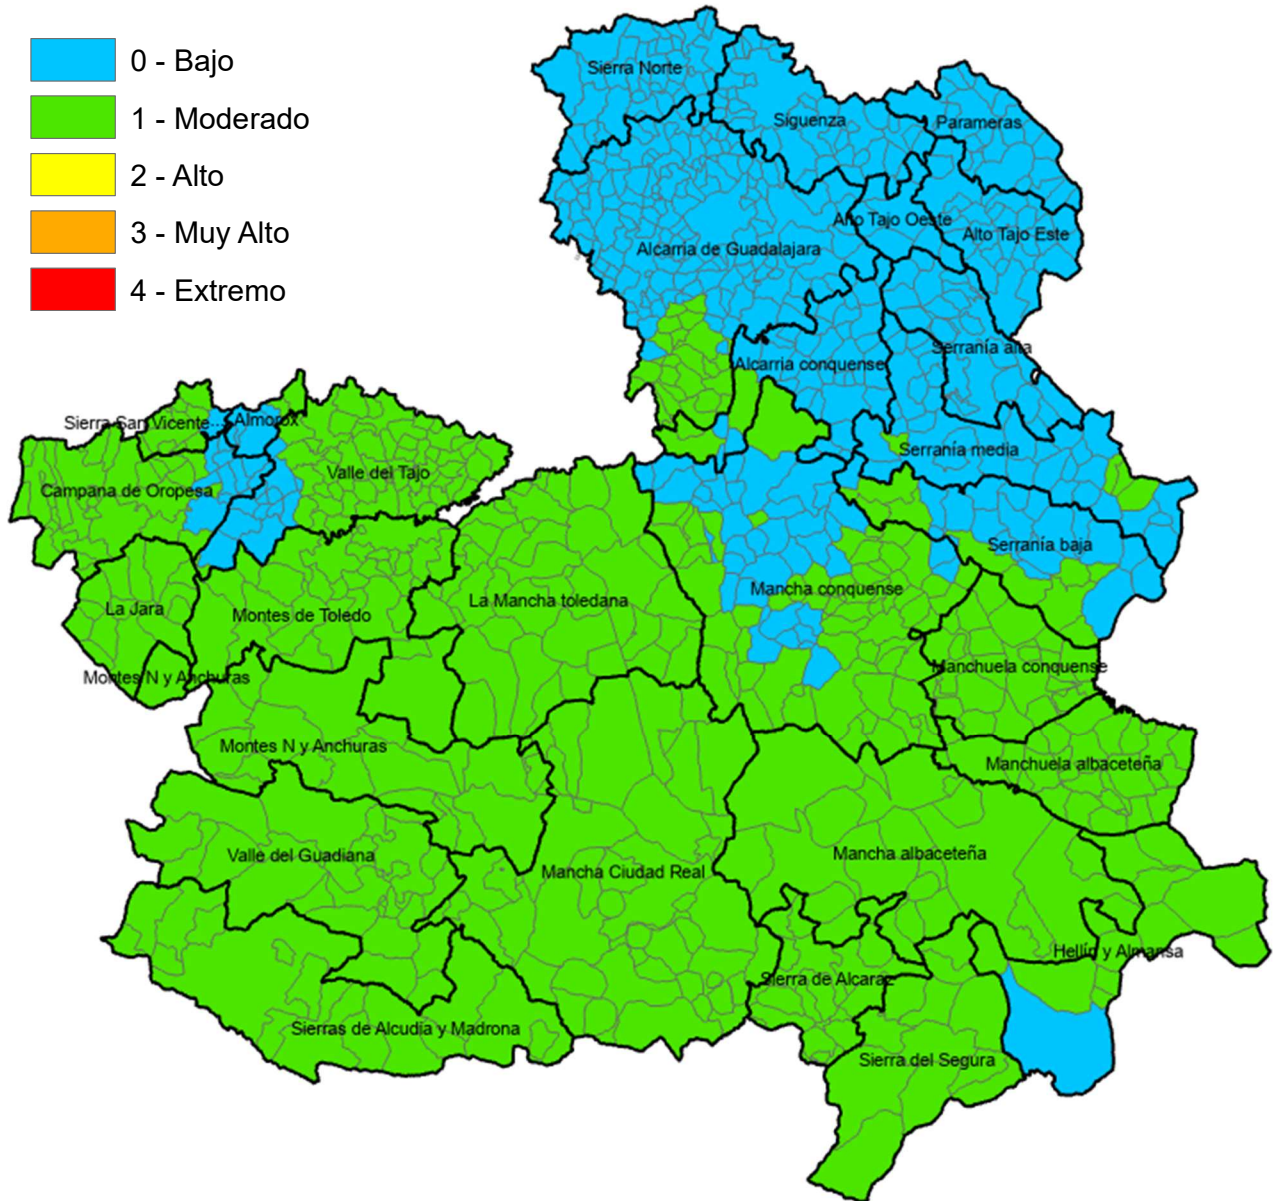 0 - Bajo
1 - Moderado
2 - Alto
3 - Muy Alto
4 - Extremo
Sierra Norte
Siguenza
Parameras
Alto Tajo Oeste
Alto Tajo Este
Alcarria de Guadalajara
Serranía alta
Alcarria conquense
Sierra San Vicente...
Almorox
Serranía media
Valle del Tajo
Campana de Oropesa
Serranía baja
Mancha conquense
La Mancha toledana
La Jara
Montes de Toledo
Manchuela conquense
Montes N y Anchuras
Montes N y Anchuras
Manchuela albaceteña
Mancha albaceteña
Valle del Guadiana
Mancha Ciudad Real
Hellín y Almansa
Sierra de Alcaraz
Sierras de Alcudia y Madrona
Sierra del Segura